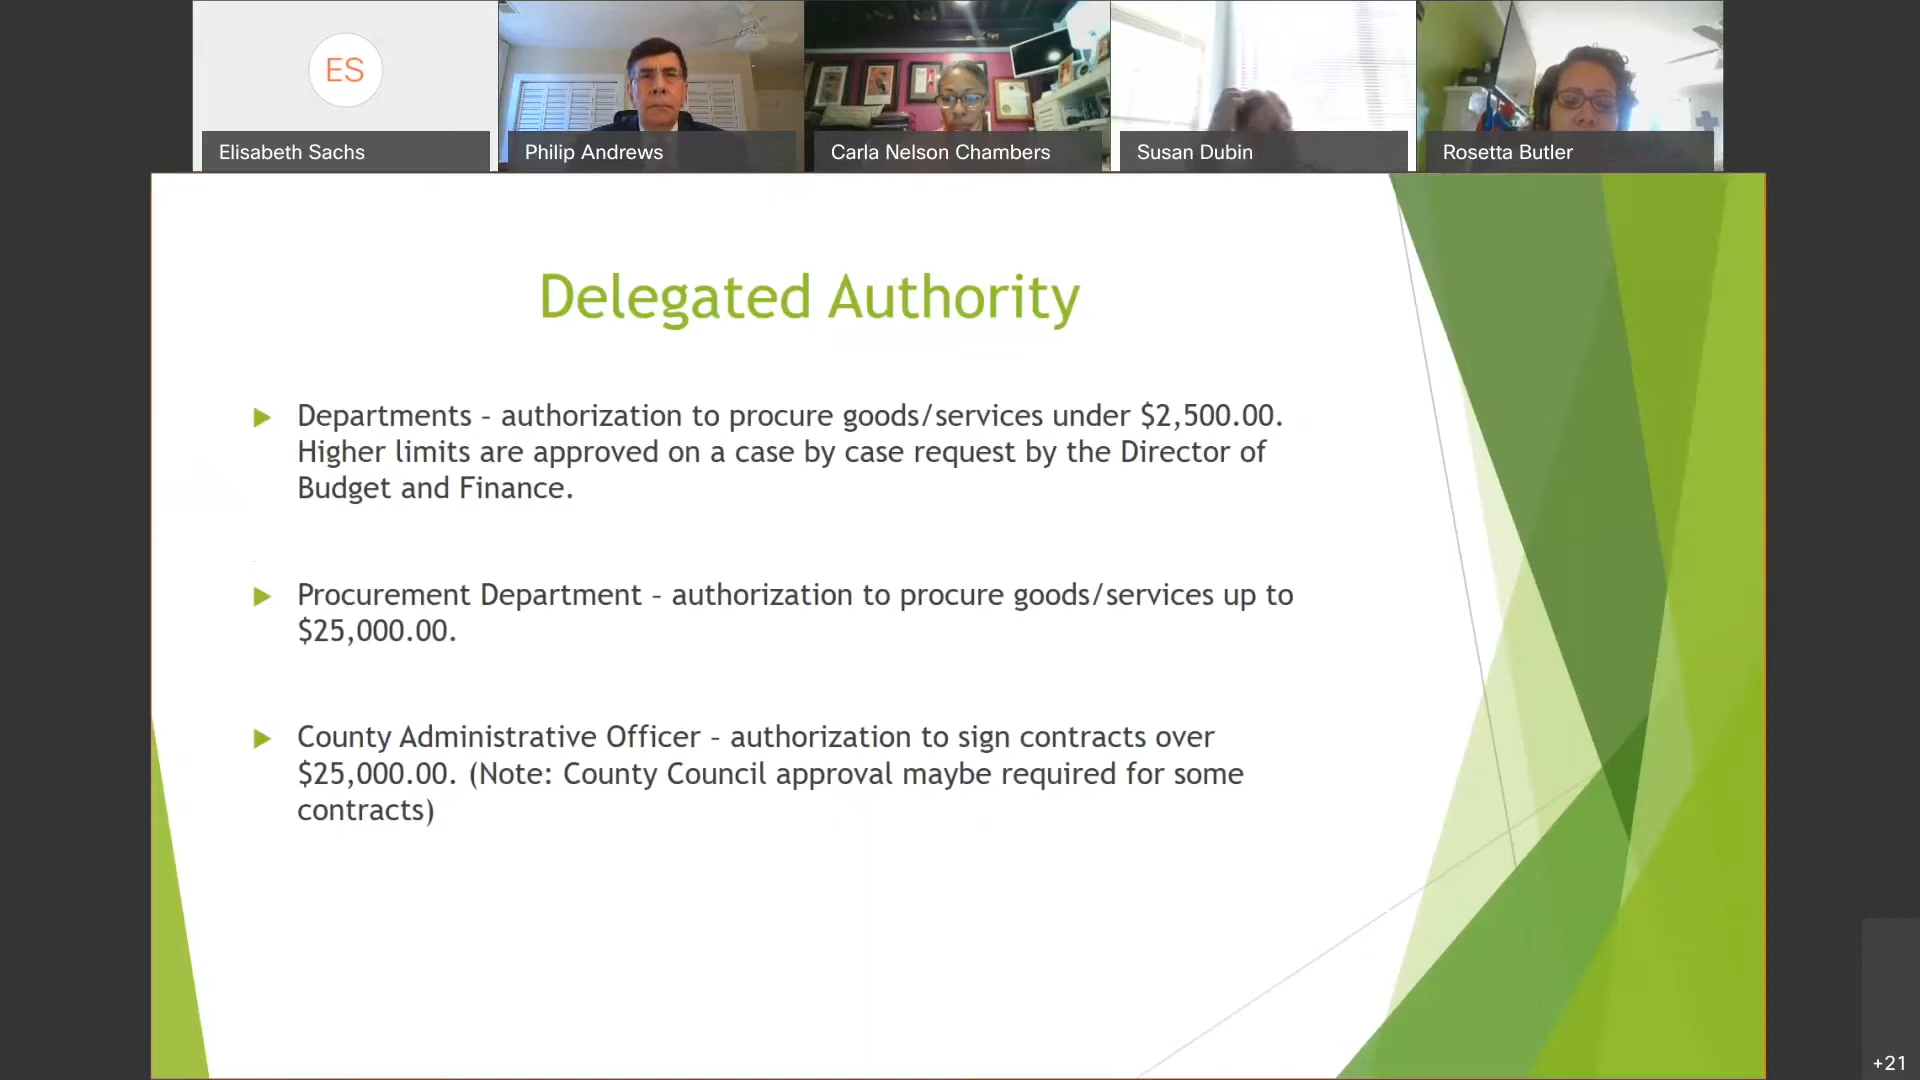 ES
Elisabeth Sachs
Philip Andrews
Carla Nelson Chambers
Susan Dubin
Rosetta Butler
Delegated Authority
Departments – authorization to procure goods/services under $2,500.00.
Higher limits are approved on a case by case request by the Director of
Budget and Finance.
Procurement Department – authorization to procure goods/services up to
$25,000.00.
County Administrative Officer – authorization to sign contracts over
$25,000.00. (Note: County Council approval maybe required for some
contracts)
+21